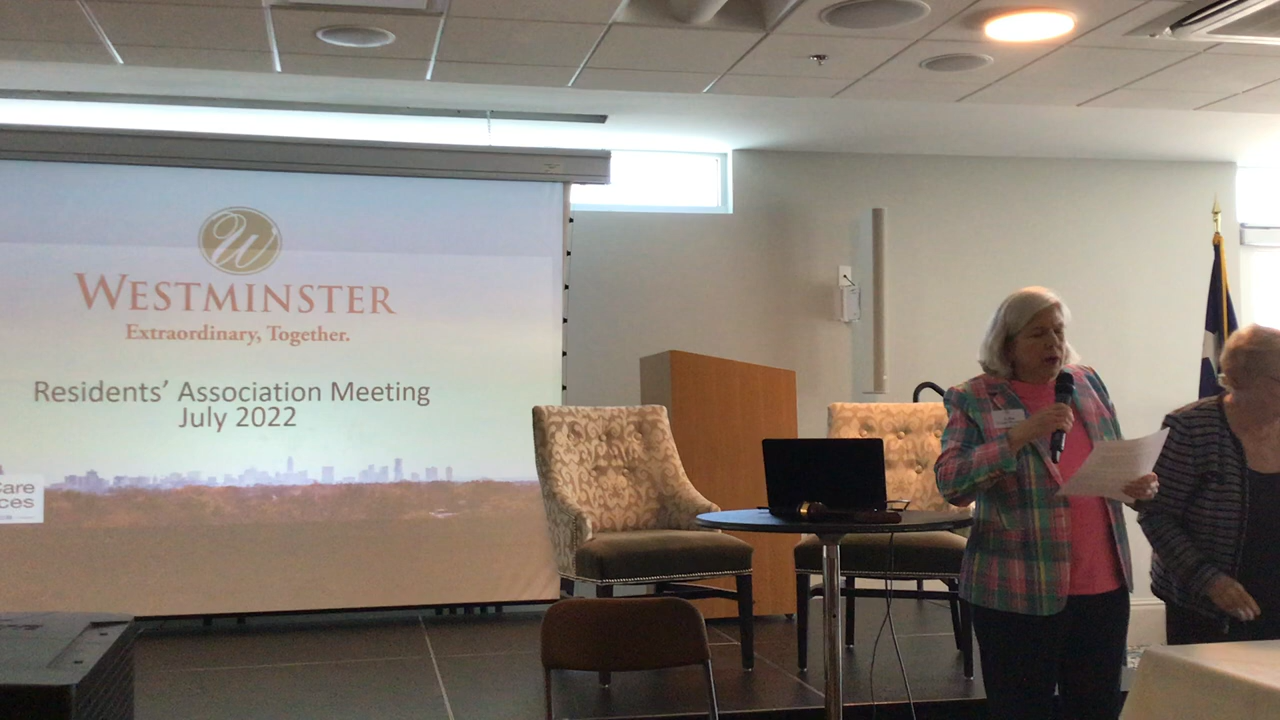 W
WESTMINSTER
Extraordinary, Together.
Residents' Association Meeting
July 2022
Care
ces